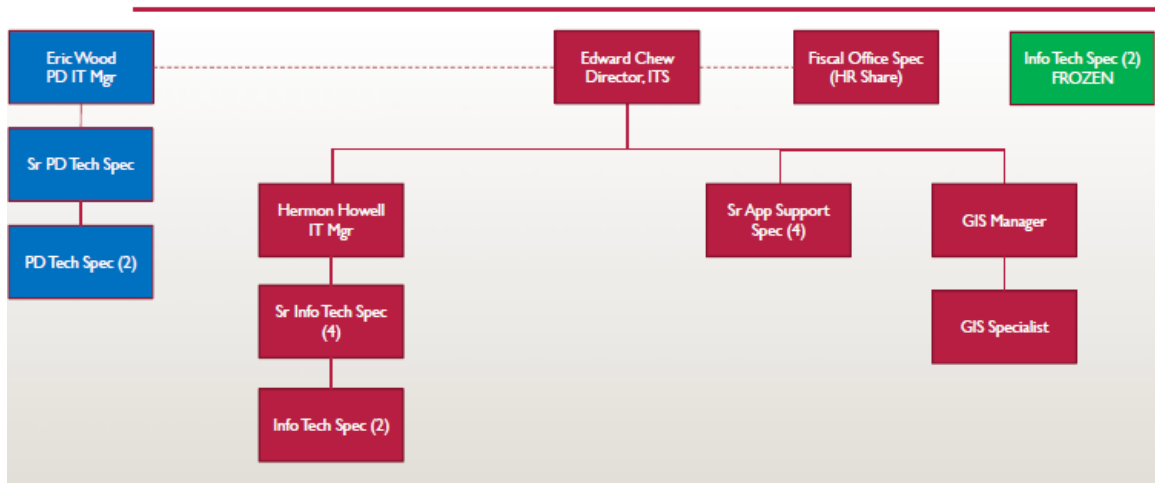 Eric Wood
PD IT Mgr
Edward Chew
Director, ITS
Fiscal Office Spec
(HR Share)
Info Tech Spec (2)
FROZEN
Sr PD Tech Spec
Hermon Howell
IT Mgr
Sr App Support
Spec (4)
GIS Manager
PD Tech Spec (2)
Sr Info Tech Spec
(4)
GIS Specialist
Info Tech Spec (2)